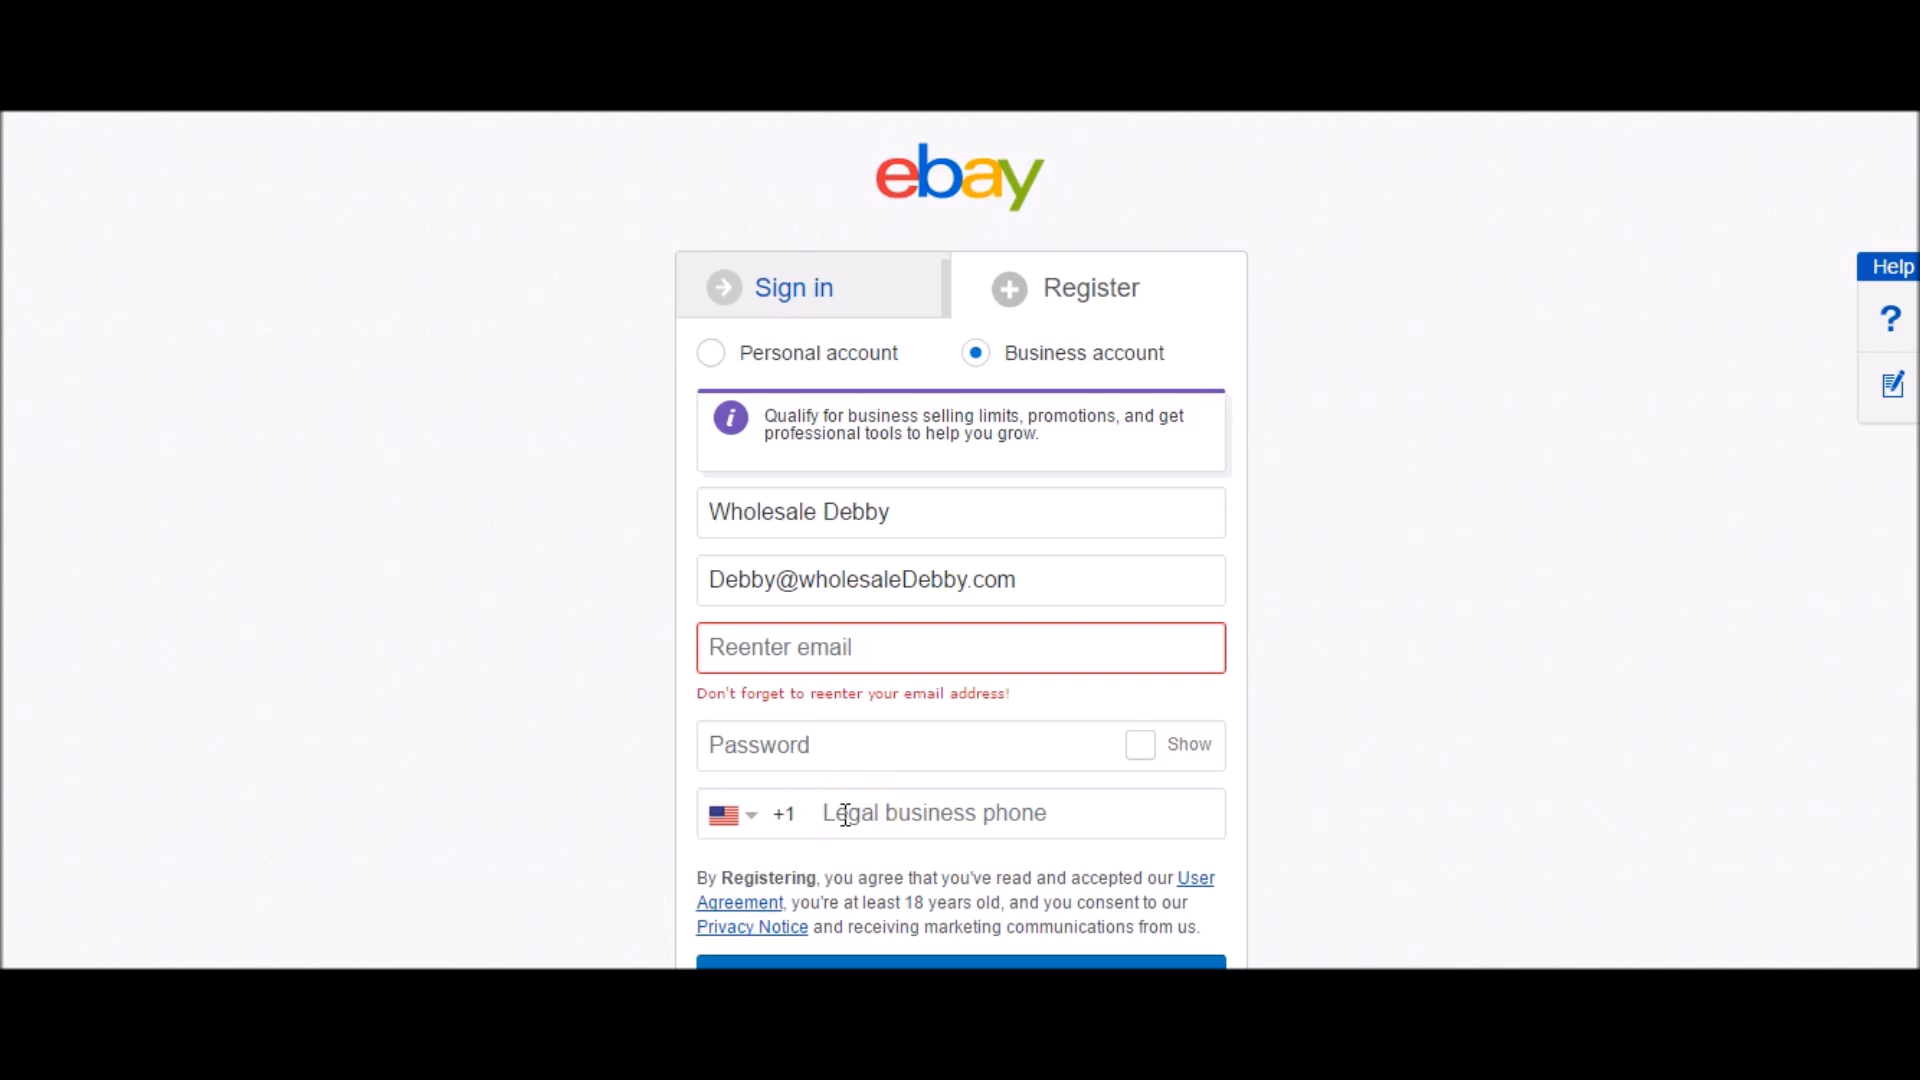 ebay
Sign in
Register
Help
?
Personal account
Business account
i
Qualify for business selling limits, promotions, and get
professional tools to help you grow.
Wholesale Debby
Debby@wholesaleDebby.com
Reenter email
Don't forget to reenter your email address!
Password
Show
+1
Legal business phone
By Registering, you agree that you've read and accepted our User
Agreement, you're at least 18 years old, and you consent to our
Privacy Notice and receiving marketing communications from us.